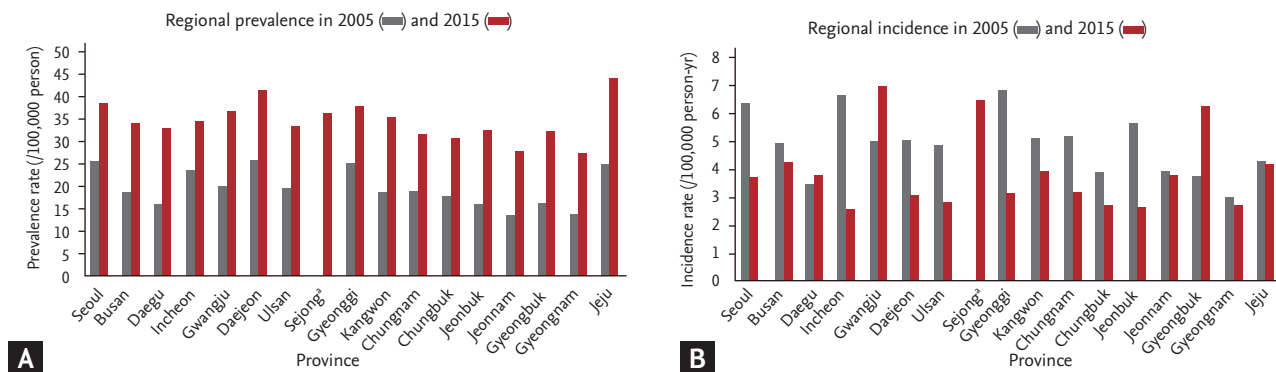 Regional prevalence in 2005 ( ) and 2015 ( )
Prevalence rate (/100,000 person)
50
45
40
35
30
25
20
15
10
5
0
Seoul
Busan
Daegu
Incheon
Gwangju
Daejeon
Ulsan
Sejongᵃ
Gyeonggi
Kangwon
Chungnam
Chungbuk
Jeonbuk
Jeonnam
Gyeongbuk
Gyeongnam
Jeju
Province
A
Regional incidence in 2005 ( ) and 2015 ( )
Incidence rate (/100,000 person-yr)
8
7
6
5
4
3
2
1
0
Seoul
Busan
Daegu
Incheon
Gwangju
Daejeon
Ulsan
Sejongᵃ
Gyeonggi
Kangwon
Chungnam
Chungbuk
Jeonbuk
Jeonnam
Gyeongbuk
Gyeongnam
Jeju
Province
B